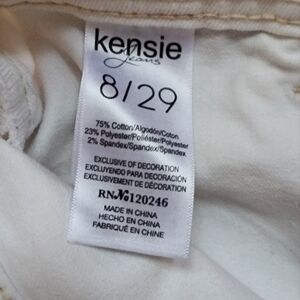 kensie
Jeans
8/29
75% Cotton/Algodón/Coton
23% Polyester/Poliéster/Polyester
2% Spandex/Spandex/Spandex
EXCLUSIVE OF DECORATION
EXCLUYENDO PARA DECORACIÓN
EXCLUSIVEMENT DE DÉCORATION
RN№120246
MADE IN CHINA
HECHO EN CHINA
FABRIQUÉ EN CHINE